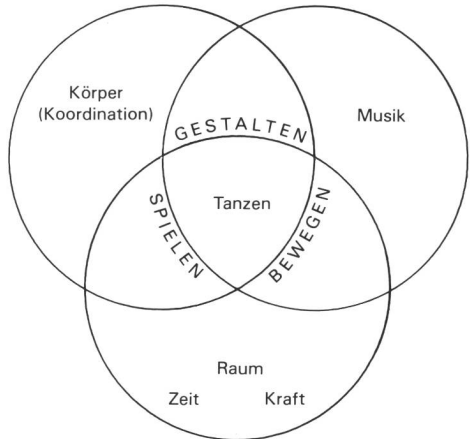 Körper
(Koordination)
Musik
GESTALTEN
Tanzen
SPIELEN
BEWEGEN
Raum
Zeit
Kraft